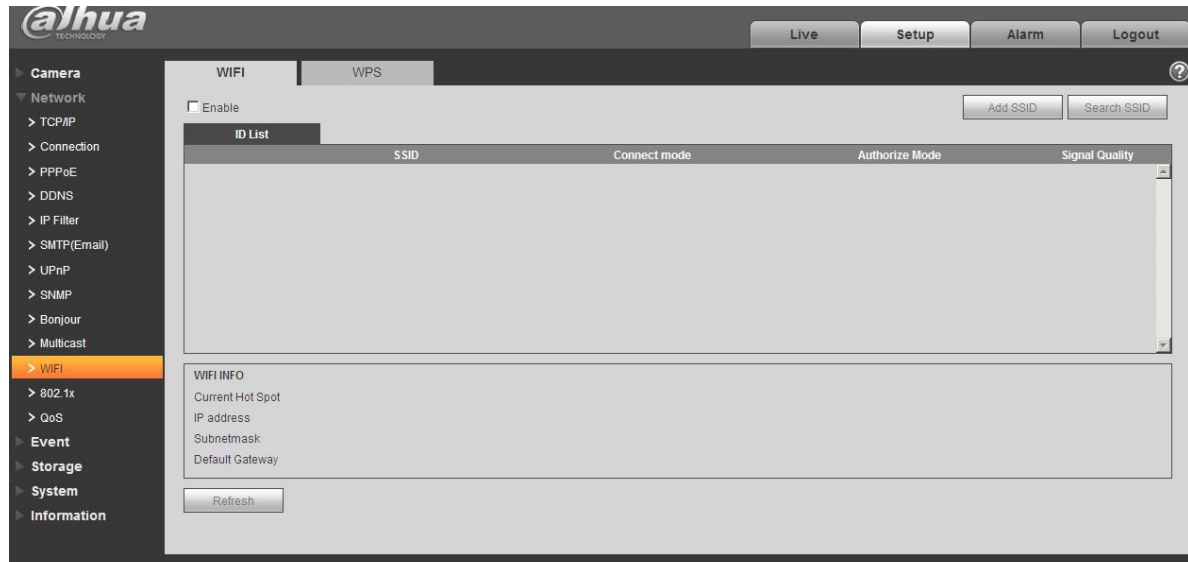 alhua
TECHNOLOGY
Live Setup Alarm Logout
Camera
Network
> TCP/IP
> Connection
> PPPoE
> DDNS
> IP Filter
> SMTP(Email)
> UPnP
> SNMP
> Bonjour
> Multicast
> WIFI
> 802.1x
> QoS
Event
Storage
System
Information
WIFI WPS
?
Enable Add SSID Search SSID
ID List
SSID Connect mode Authorize Mode Signal Quality
WIFI INFO
Current Hot Spot
IP address
Subnetmask
Default Gateway
Refresh